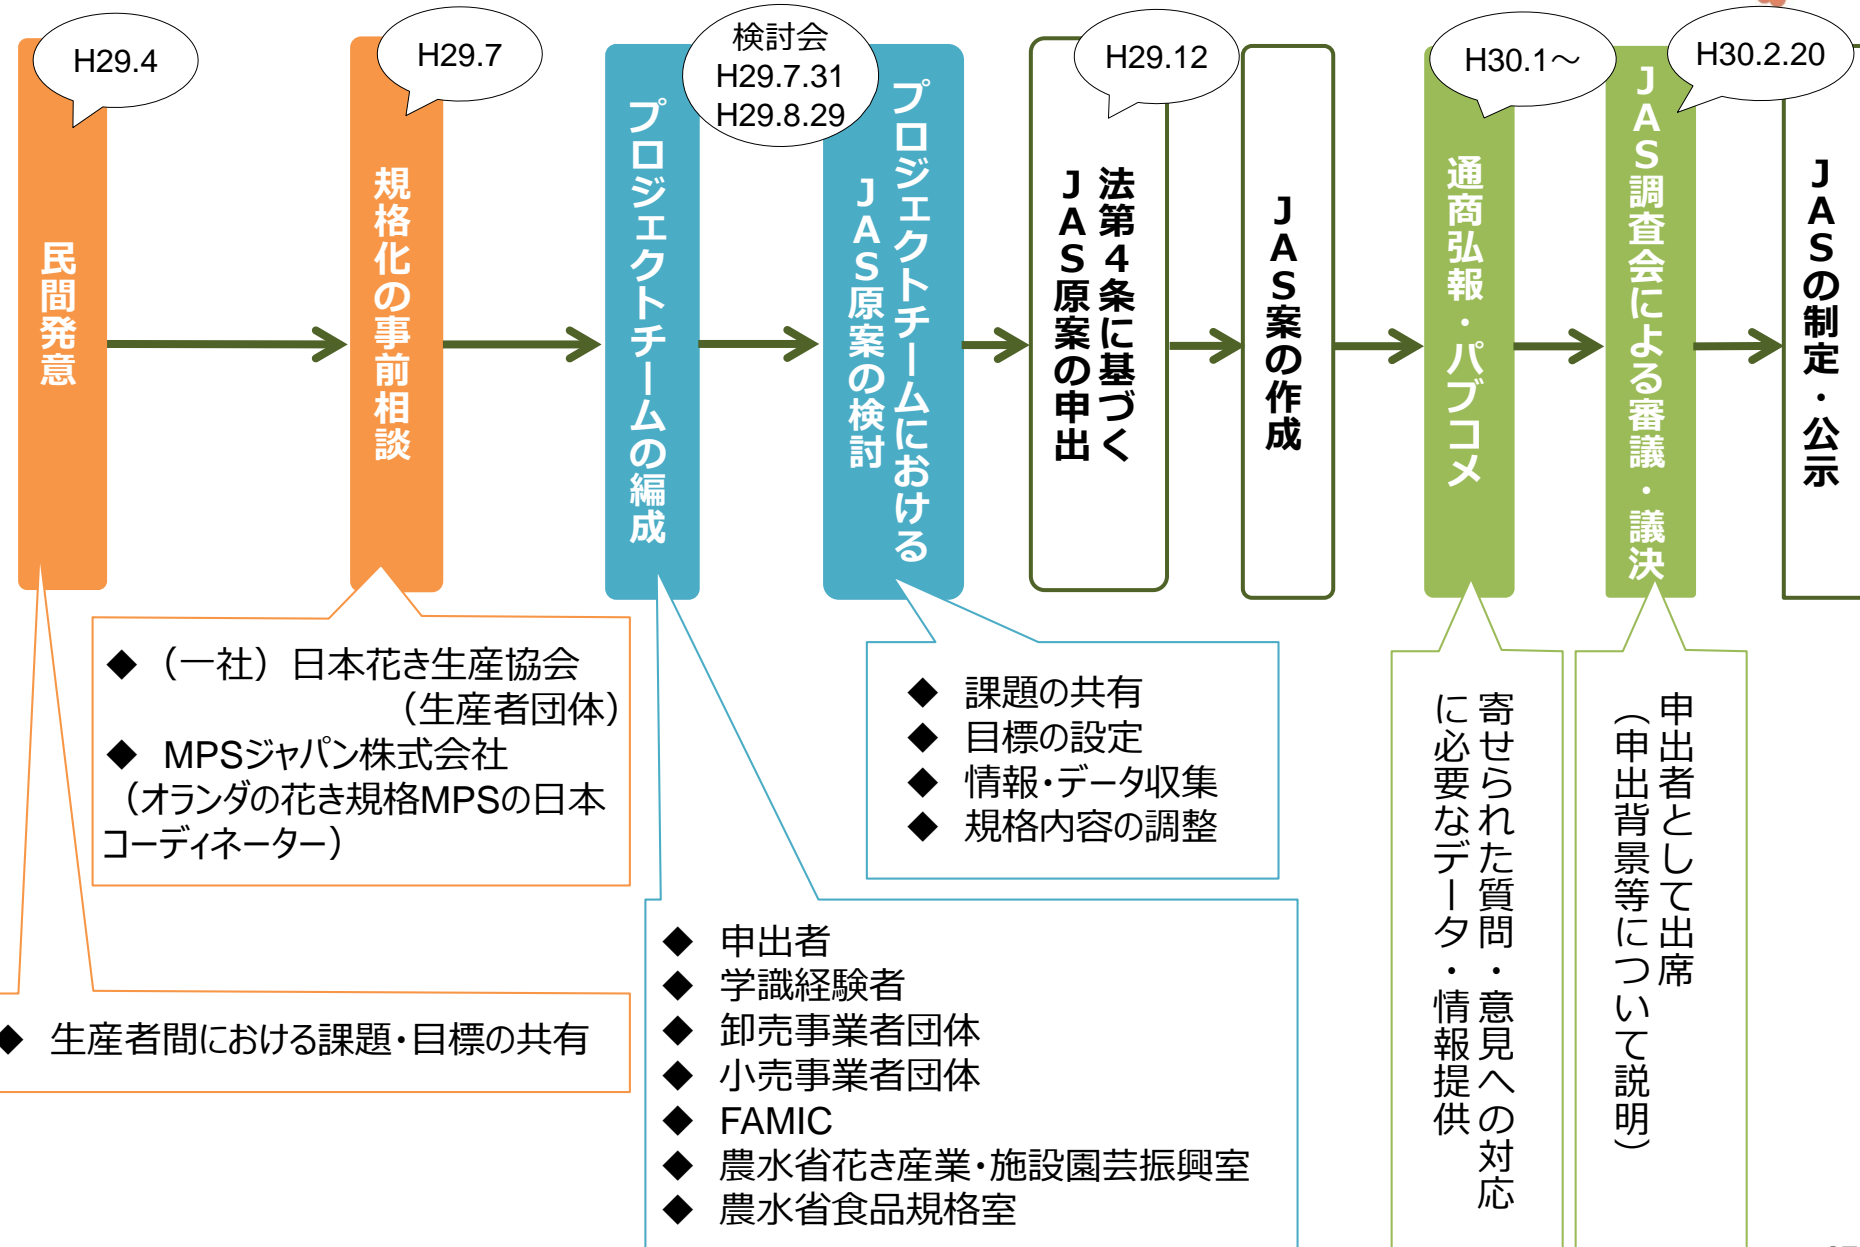 H29.4
H29.7
検討会
H29.7.31
H29.8.29
H29.12
H30.1～
H30.2.20
民間発意
規格化の事前相談
プロジェクトチームの編成
プロジェクトチームにおける
JAS原案の検討
法第4条に基づく
JAS原案の申出
JAS案の作成
通商弘報・パブコメ
JAS調査会による審議・議決
JASの制定・公示
◆ （一社）日本花き生産協会
（生産者団体）
◆ MPSジャパン株式会社
（オランダの花き規格MPSの日本
コーディネーター）
◆ 生産者間における課題・目標の共有
◆ 申出者
◆ 学識経験者
◆ 卸売事業者団体
◆ 小売事業者団体
◆ FAMIC
◆ 農水省花き産業・施設園芸振興室
◆ 農水省食品規格室
◆ 課題の共有
◆ 目標の設定
◆ 情報・データ収集
◆ 規格内容の調整
寄せられた質問・意見への対応
に必要なデータ・情報提供
申出者として出席
（申出背景等について説明）